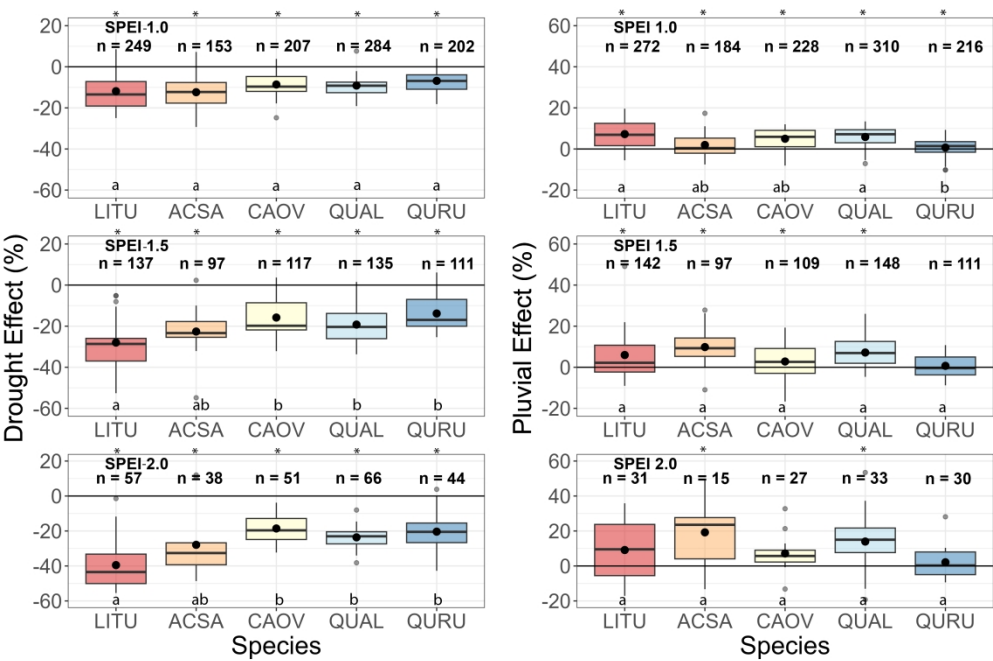 Drought Effect (%)
* * * * *
SPEI-1.0
n = 249 n = 153 n = 207 n = 284 n = 202
20
0
-20
-40
-60
a a a a a
LITU ACSA CAOV QUAL QURU
* * * * *
SPEI-1.5
n = 137 n = 97 n = 117 n = 135 n = 111
20
0
-20
-40
-60
a ab b b b
LITU ACSA CAOV QUAL QURU
* * * * *
SPEI-2.0
n = 57 n = 38 n = 51 n = 66 n = 44
20
0
-20
-40
-60
a ab b b b
LITU ACSA CAOV QUAL QURU
Species
Pluvial Effect (%)
* * * * *
SPEI 1.0
n = 272 n = 184 n = 228 n = 310 n = 216
60
40
20
0
-20
a ab ab a b
LITU ACSA CAOV QUAL QURU
* * * *
SPEI 1.5
n = 142 n = 97 n = 109 n = 148 n = 111
60
40
20
0
-20
a a a a a
LITU ACSA CAOV QUAL QURU
* *
SPEI 2.0
n = 31 n = 15 n = 27 n = 33 n = 30
60
40
20
0
-20
a a a a a
LITU ACSA CAOV QUAL QURU
Species